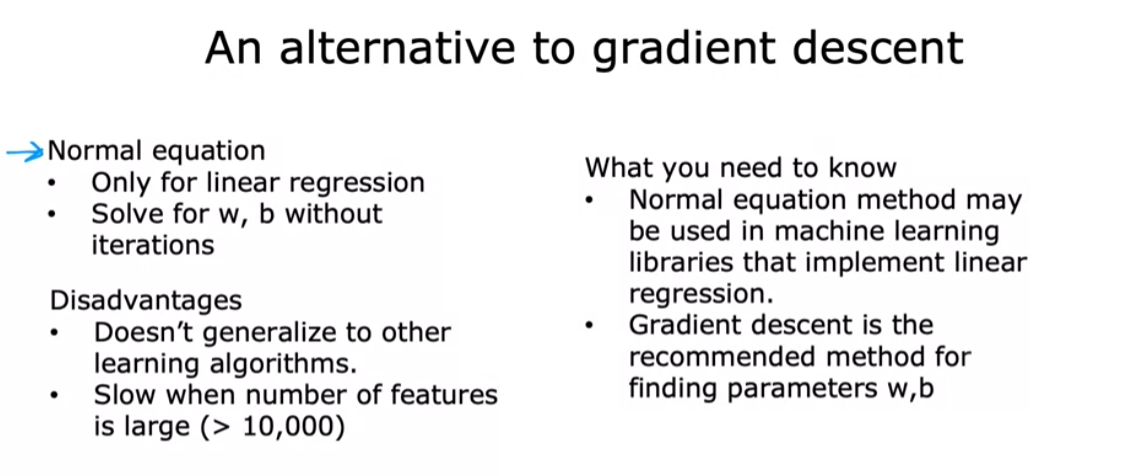 An alternative to gradient descent
Normal equation
• Only for linear regression
• Solve for w, b without
iterations
Disadvantages
• Doesn't generalize to other
learning algorithms.
• Slow when number of features
is large (> 10,000)
What you need to know
• Normal equation method may
be used in machine learning
libraries that implement linear
regression.
• Gradient descent is the
recommended method for
finding parameters w,b